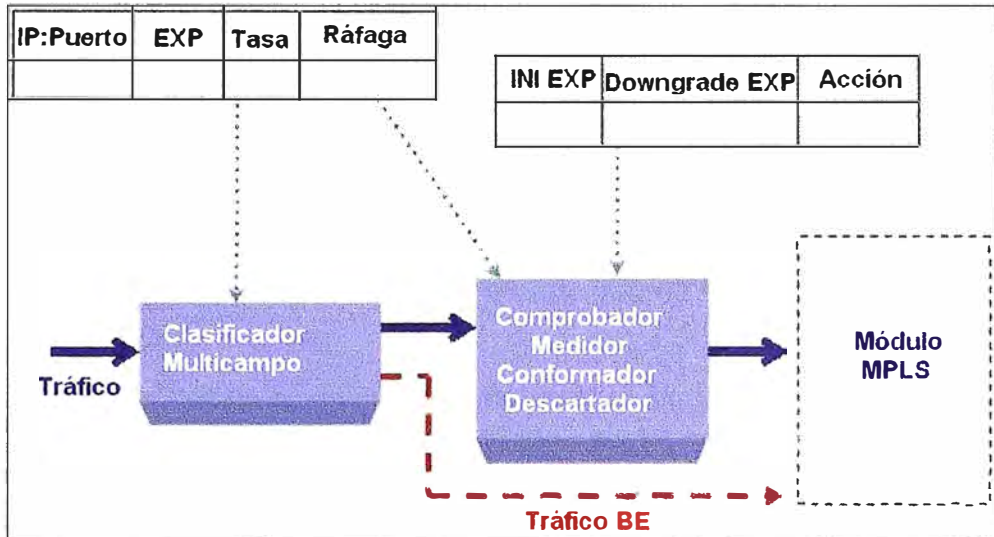 IP:Puerto EXP Tasa Ráfaga
INI EXP Downgrade EXP Acción
Clasificador
Multicampo
Tráfico
Comprobador
Medidor
Conformador
Descartador
Módulo
MPLS
Tráfico BE